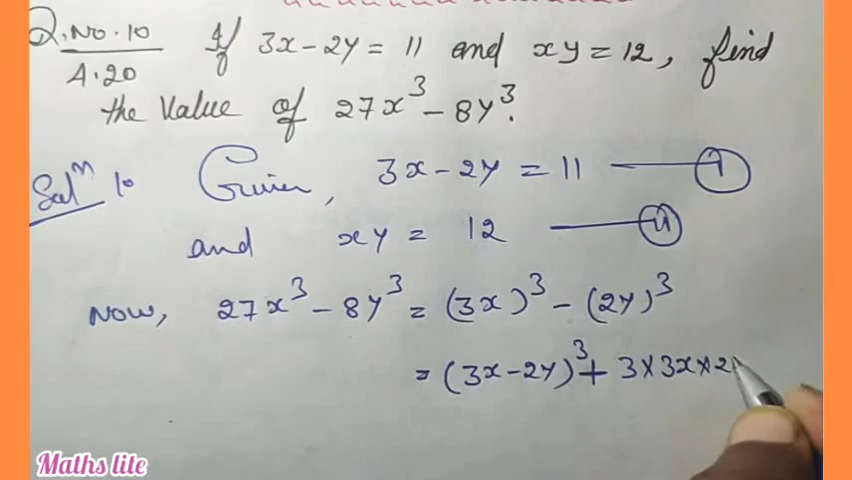 Q.No. 10 If 3x - 2y = 11 and xy = 12, find
A.20
the value of 27x³ - 8y³.
Solⁿ 10 Given, 3x - 2y = 11 — (i)
and xy = 12 — (ii)
Now, 27x³ - 8y³ = (3x)³ - (2y)³
= (3x - 2y)³ + 3 × 3x × 2y
Maths lite